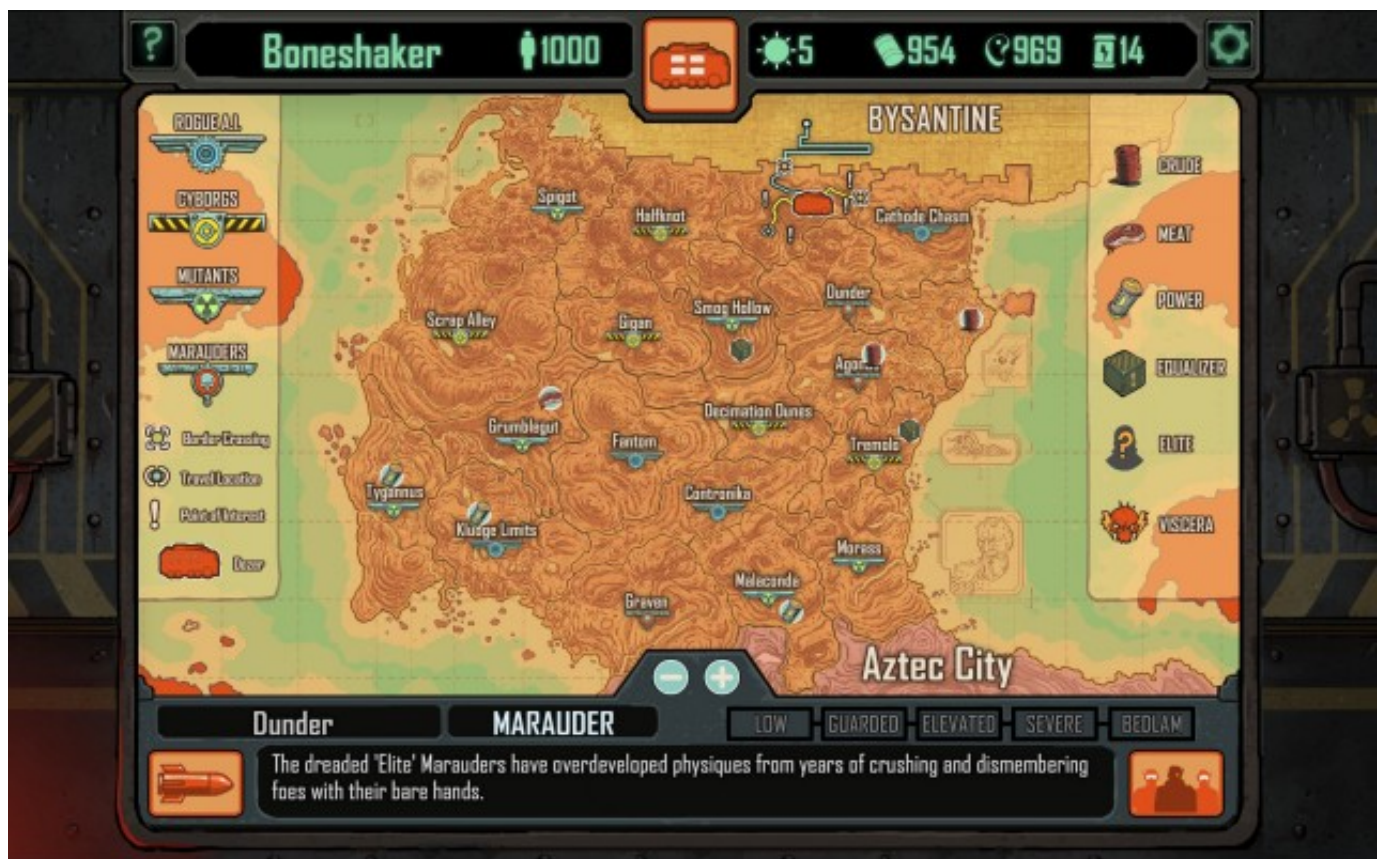 ?
Boneshaker
1000
5
954
969
14
ROGUE A.I.
CYBORGS
MUTANTS
MARAUDERS
Border Crossing
Travel Location
Point of Interest
Dozer
BYSANTINE
Spigot
Halfknot
Cathode Chasm
Scrap Alley
Gigan
Smog Hollow
Dunder
Grumblegut
Fantom
Decimation Dunes
Tremolo
Tygannus
Kludge Limits
Contronika
Morass
Graven
Malaconda
Aztec City
CRUDE
MEAT
POWER
EQUALIZER
ELITE
VISCERA
Dunder
MARAUDER
LOW
GUARDED
ELEVATED
SEVERE
BEDLAM
The dreaded 'Elite' Marauders have overdeveloped physiques from years of crushing and dismembering
foes with their bare hands.